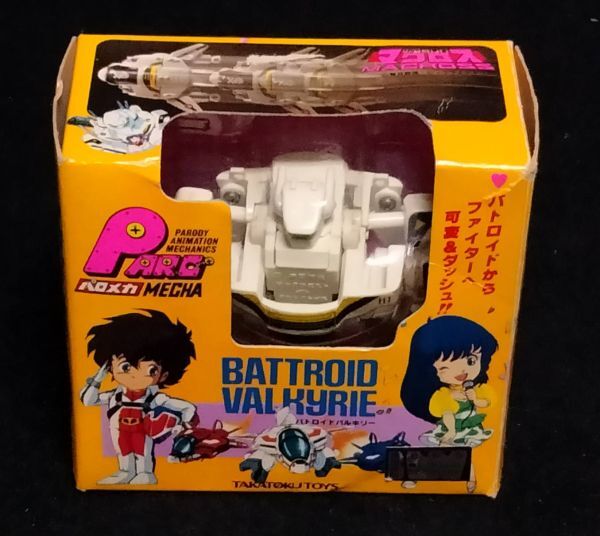 マクロス
PARODY
ANIMATION
MECHANICS
PARO
パロメカ MECHA
♥バトロイドから
ファイターへ
可変&ダッシュ!!
BATTROID
VALKYRIE
バトロイドバルキリー
TAKATOKU TOYS